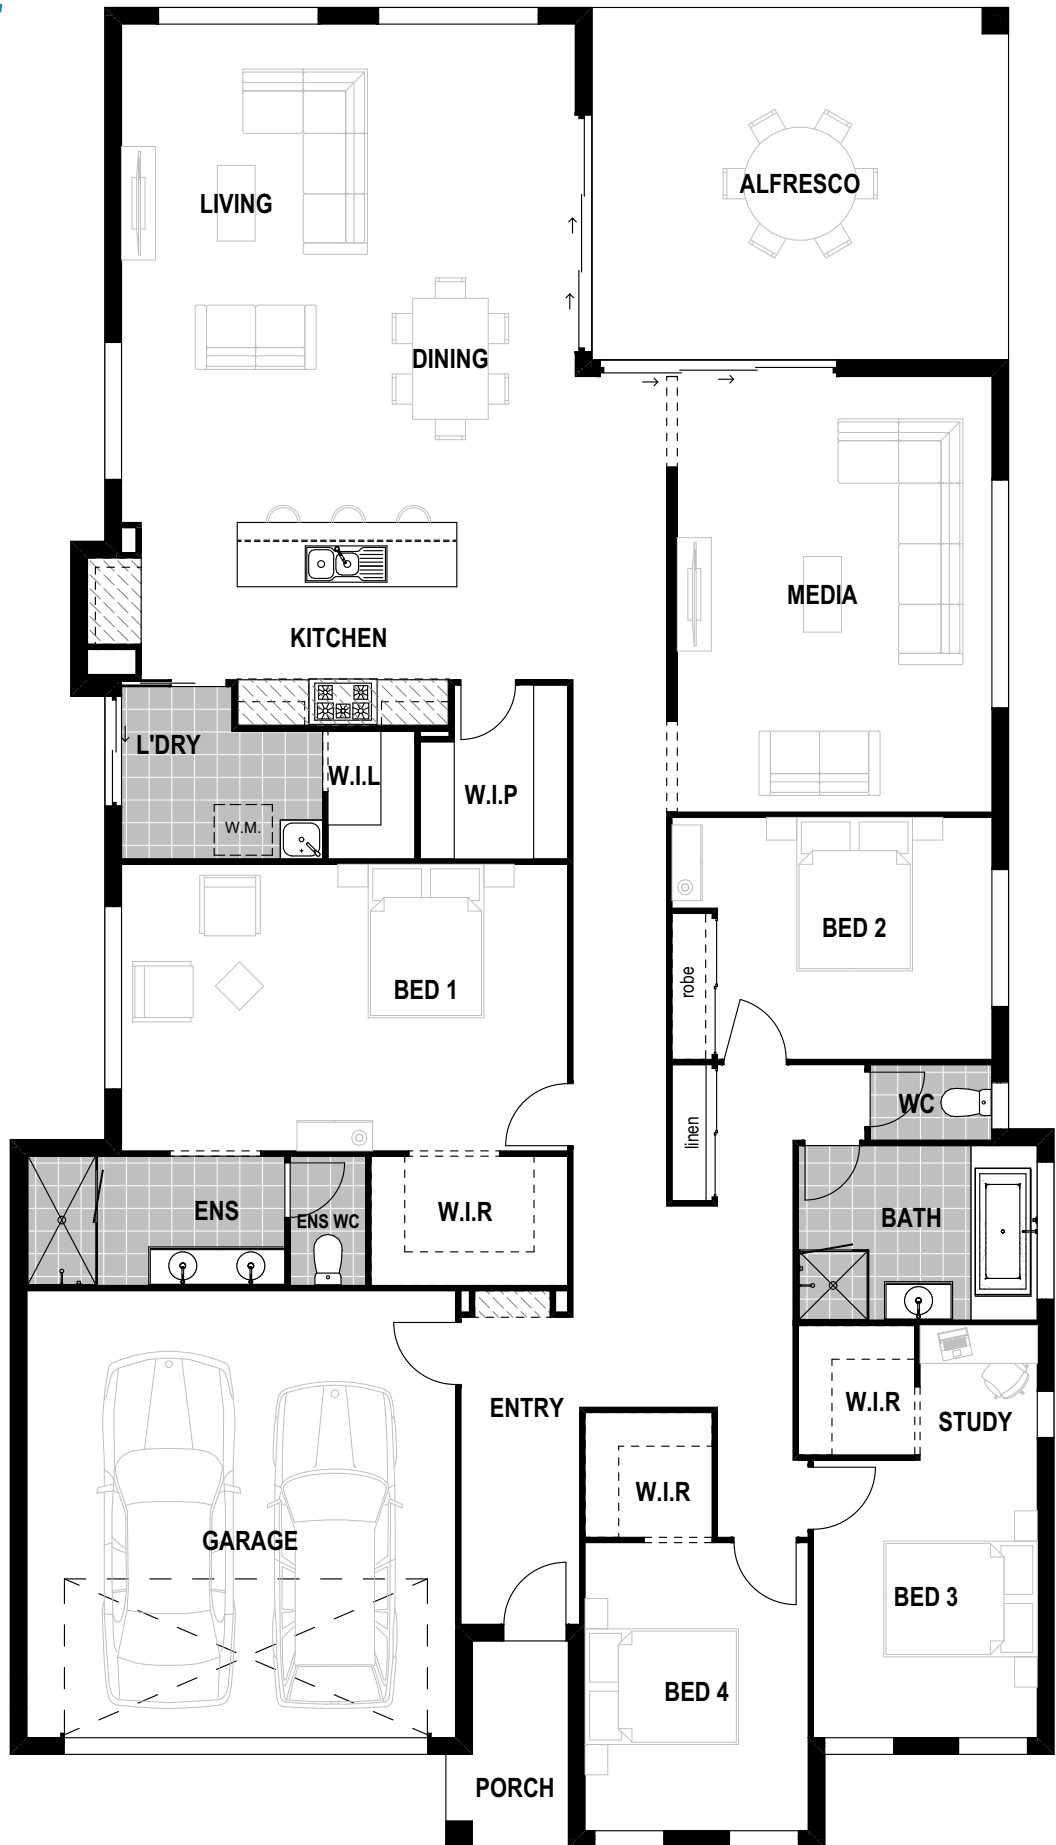 LIVING
ALFRESCO
DINING
MEDIA
KITCHEN
L'DRY
W.I.L
W.I.P
W.M.
BED 2
BED 1
robe
WC
linen
ENS
ENS WC
W.I.R
BATH
W.I.R
ENTRY
STUDY
W.I.R
GARAGE
BED 3
BED 4
PORCH